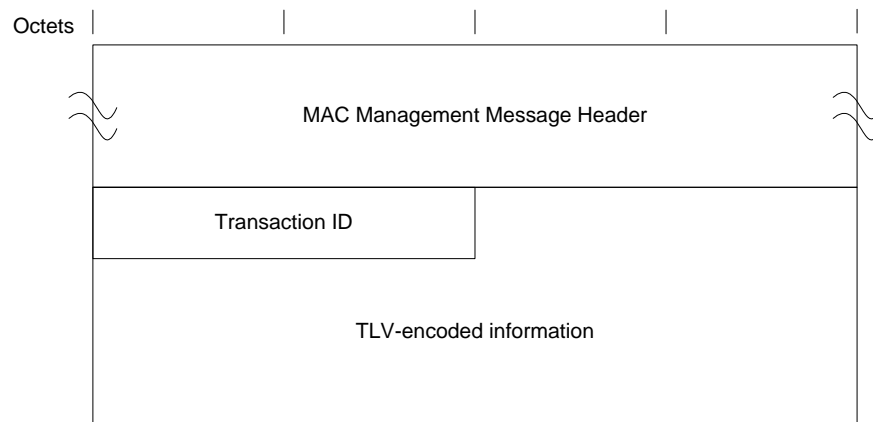 Octets
MAC Management Message Header
Transaction ID
TLV-encoded information